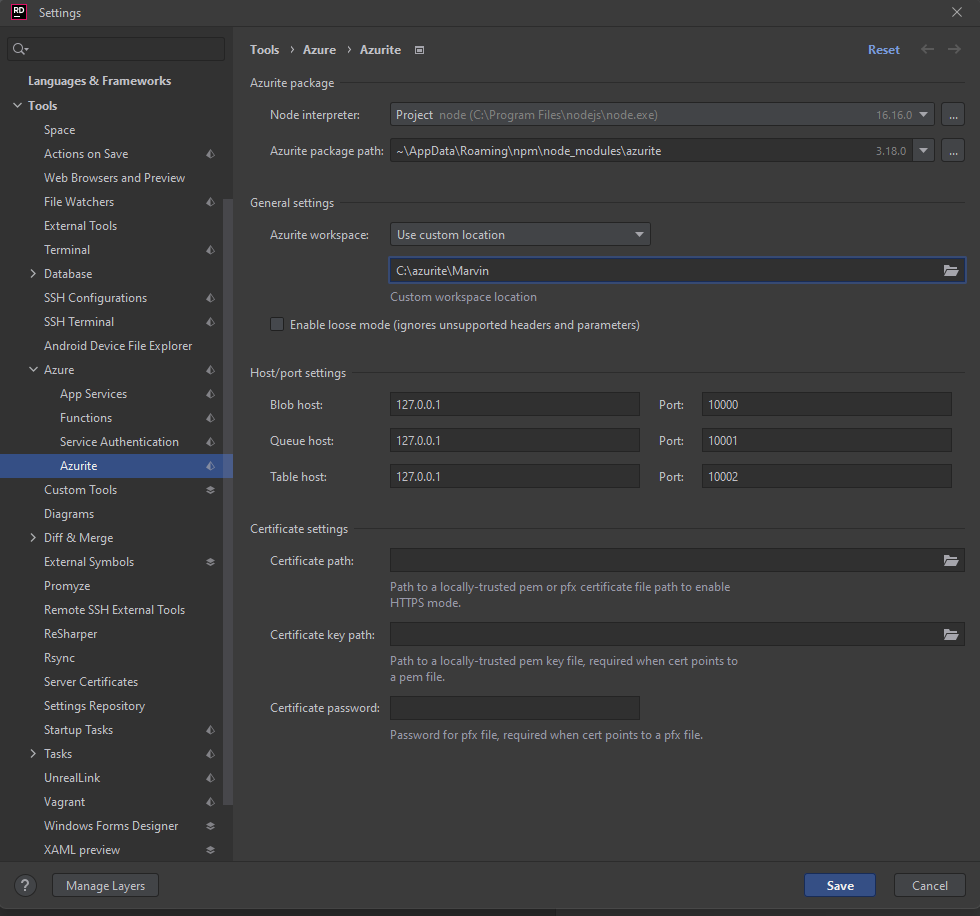 RD
Settings
Languages & Frameworks
Tools
Space
Actions on Save
Web Browsers and Preview
File Watchers
External Tools
Terminal
Database
SSH Configurations
SSH Terminal
Android Device File Explorer
Azure
App Services
Functions
Service Authentication
Azurite
Custom Tools
Diagrams
Diff & Merge
External Symbols
Promyze
Remote SSH External Tools
ReSharper
Rsync
Server Certificates
Settings Repository
Startup Tasks
Tasks
UnrealLink
Vagrant
Windows Forms Designer
XAML preview
Tools › Azure › Azurite
Reset
Azurite package
Node interpreter: Project node (C:\Program Files\nodejs\node.exe) 16.16.0 ...
Azurite package path: ~\AppData\Roaming\npm\node_modules\azurite 3.18.0 ...
General settings
Azurite workspace: Use custom location
C:\azurite\Marvin
Custom workspace location
Enable loose mode (ignores unsupported headers and parameters)
Host/port settings
Blob host: 127.0.0.1 Port: 10000
Queue host: 127.0.0.1 Port: 10001
Table host: 127.0.0.1 Port: 10002
Certificate settings
Certificate path:
Path to a locally-trusted pem or pfx certificate file path to enable
HTTPS mode.
Certificate key path:
Path to a locally-trusted pem key file, required when cert points to
a pem file.
Certificate password:
Password for pfx file, required when cert points to a pfx file.
? Manage Layers Save Cancel